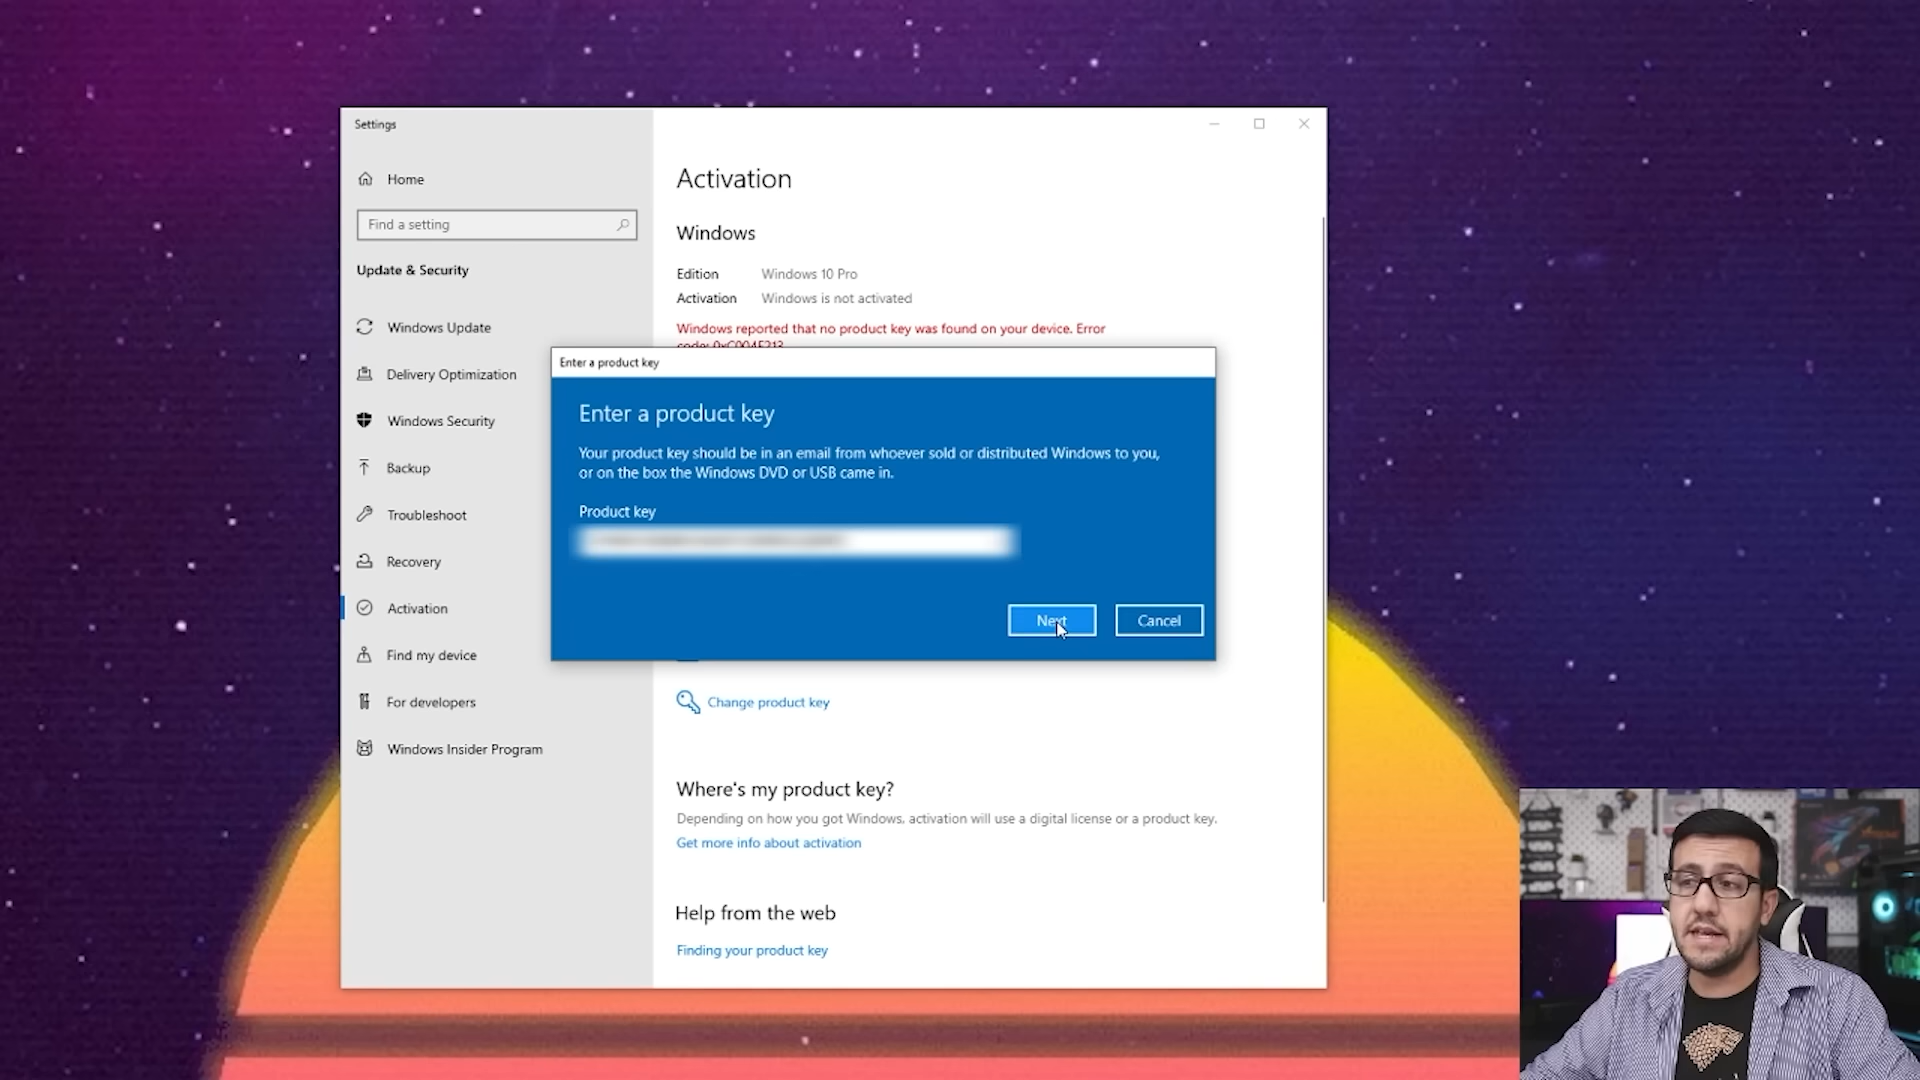 Settings
Home
Find a setting
Update & Security
Windows Update
Delivery Optimization
Windows Security
Backup
Troubleshoot
Recovery
Activation
Find my device
For developers
Windows Insider Program
Activation
Windows
Edition Windows 10 Pro
Activation Windows is not activated
Windows reported that no product key was found on your device. Error
code: 0xC004F213
Enter a product key
Enter a product key
Your product key should be in an email from whoever sold or distributed Windows to you,
or on the box the Windows DVD or USB came in.
Product key
Next Cancel
Change product key
Where's my product key?
Depending on how you got Windows, activation will use a digital license or a product key.
Get more info about activation
Help from the web
Finding your product key